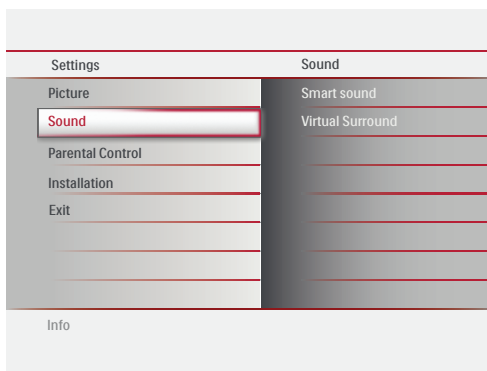 Settings
Sound
Picture
Smart sound
Sound
Virtual Surround
Parental Control
Installation
Exit
Info